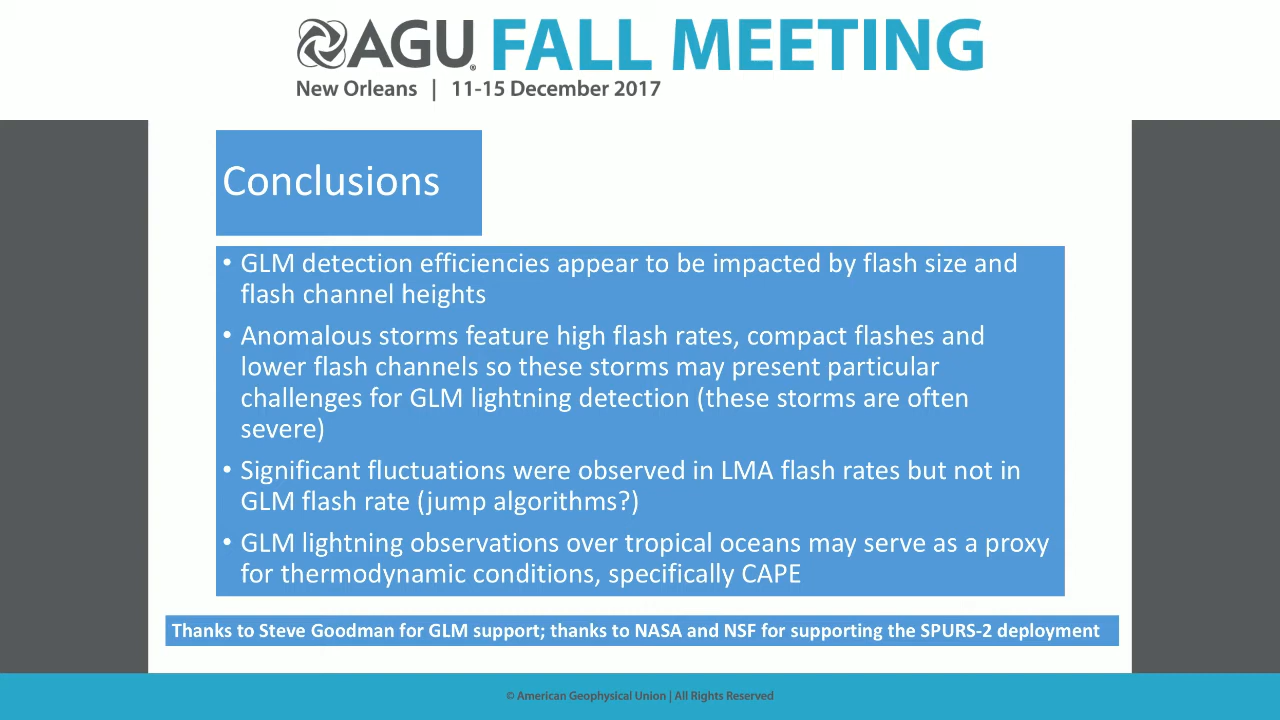 AGU FALL MEETING
New Orleans | 11-15 December 2017
Conclusions
• GLM detection efficiencies appear to be impacted by flash size and
flash channel heights
• Anomalous storms feature high flash rates, compact flashes and
lower flash channels so these storms may present particular
challenges for GLM lightning detection (these storms are often
severe)
• Significant fluctuations were observed in LMA flash rates but not in
GLM flash rate (jump algorithms?)
• GLM lightning observations over tropical oceans may serve as a proxy
for thermodynamic conditions, specifically CAPE
Thanks to Steve Goodman for GLM support; thanks to NASA and NSF for supporting the SPURS-2 deployment
© American Geophysical Union | All Rights Reserved